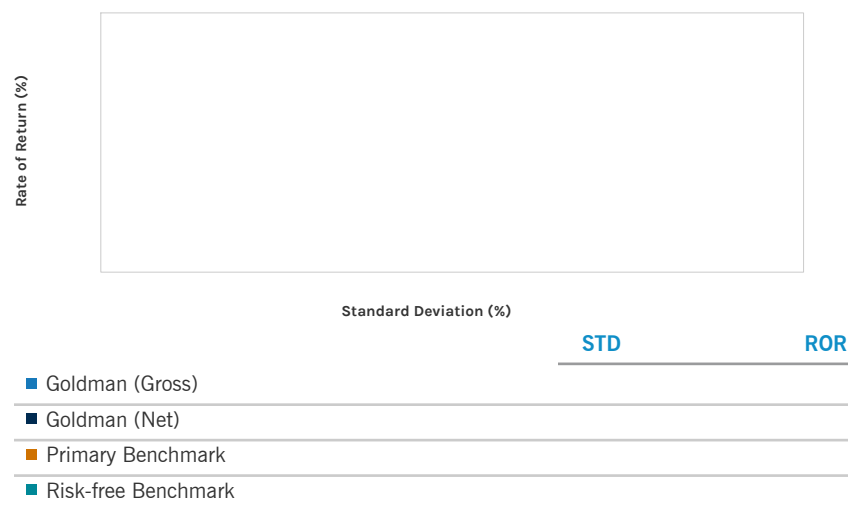 Rate of Return (%)
Standard Deviation (%)
STD ROR
Goldman (Gross)
Goldman (Net)
Primary Benchmark
Risk-free Benchmark